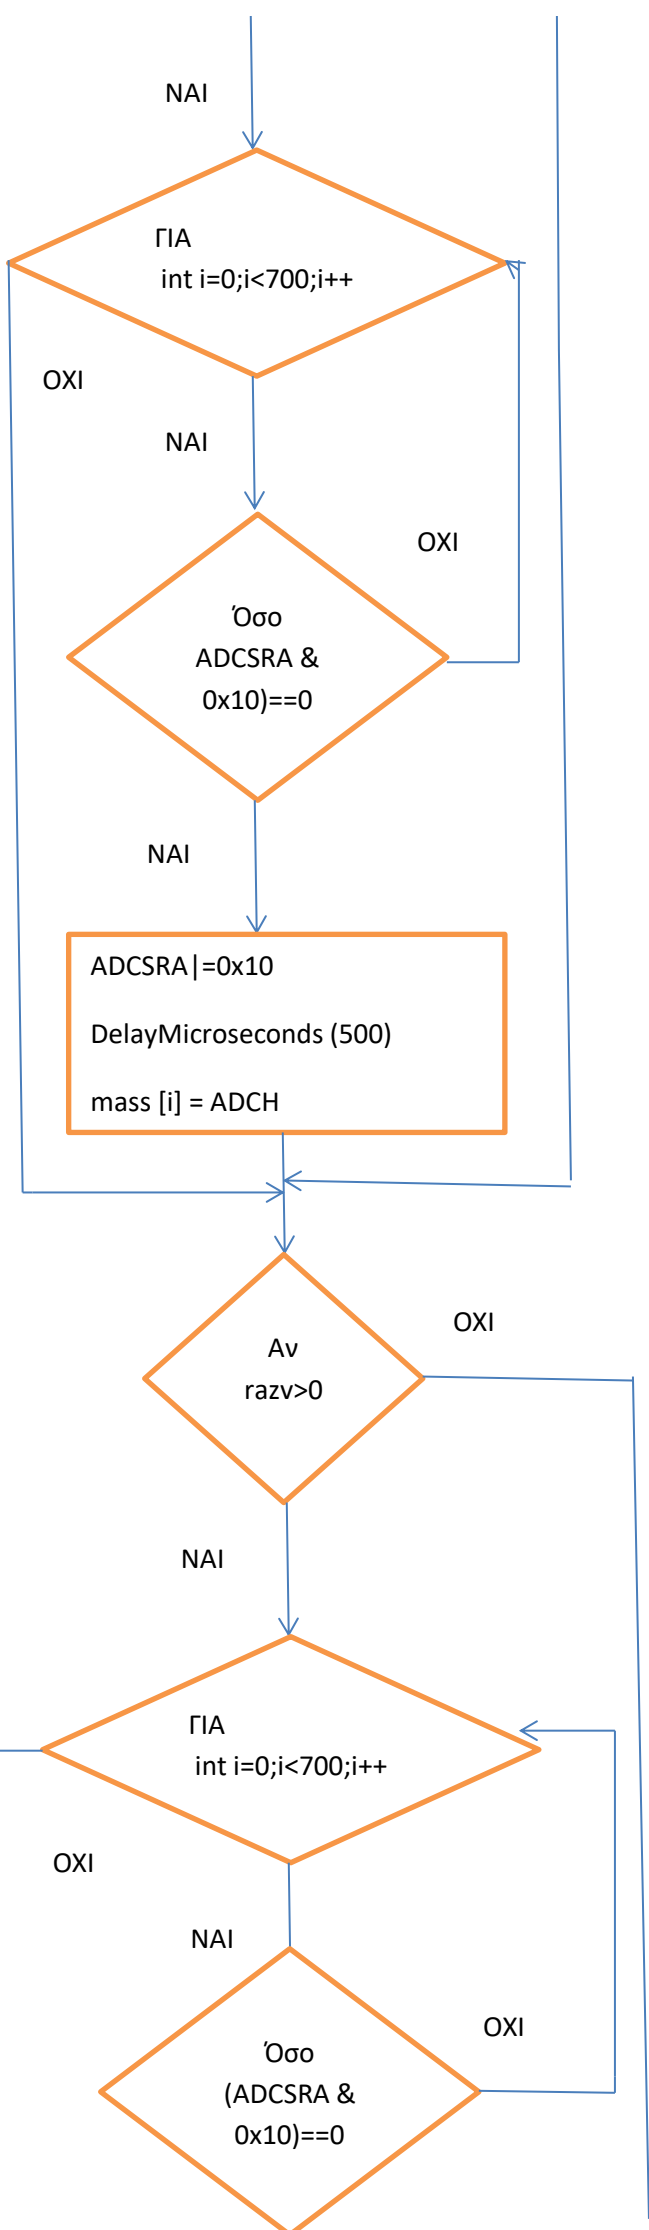 ΝΑΙ
ΓΙΑ
int i=0;i<700;i++
ΟΧΙ
ΝΑΙ
ΟΧΙ
Όσο
ADCSRA &
0x10)==0
ΝΑΙ
ADCSRA|=0x10
DelayMicroseconds (500)
mass [i] = ADCH
ΟΧΙ
Αν
razv>0
ΝΑΙ
ΓΙΑ
int i=0;i<700;i++
ΟΧΙ
ΝΑΙ
ΟΧΙ
Όσο
(ADCSRA &
0x10)==0